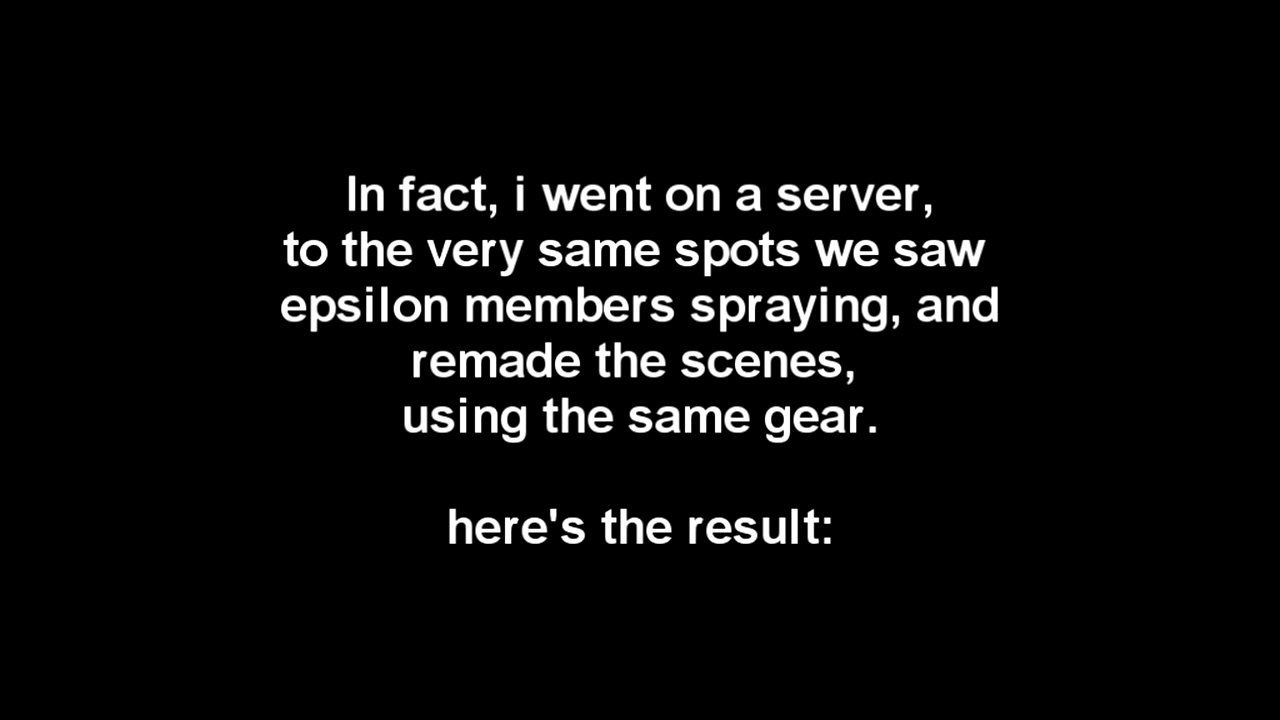 In fact, i went on a server,
to the very same spots we saw
epsilon members spraying, and
remade the scenes,
using the same gear.
here's the result: